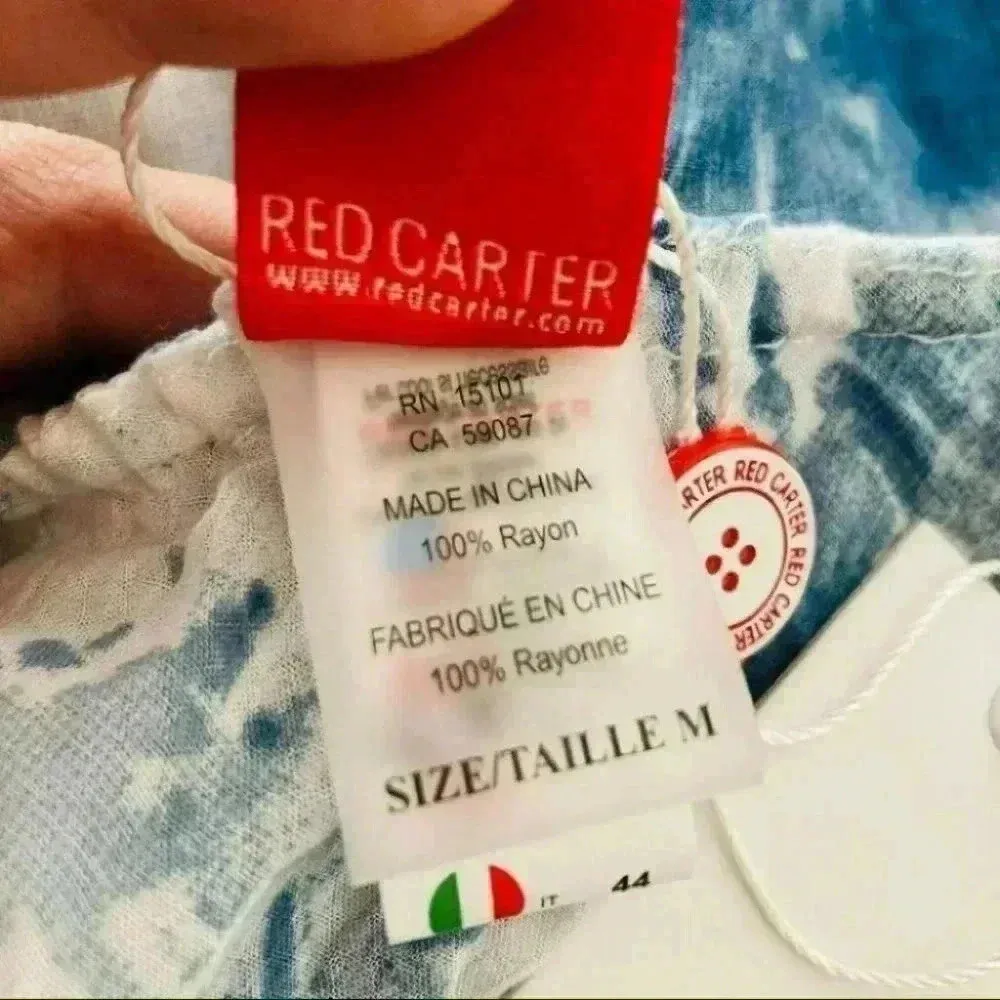 RED CARTER
www.redcarter.com
RN 15101
CA 59087
MADE IN CHINA
100% Rayon
FABRIQUÉ EN CHINE
100% Rayonne
SIZE/TAILLE M
IT 44
RTER RED CARTER RED CARTER